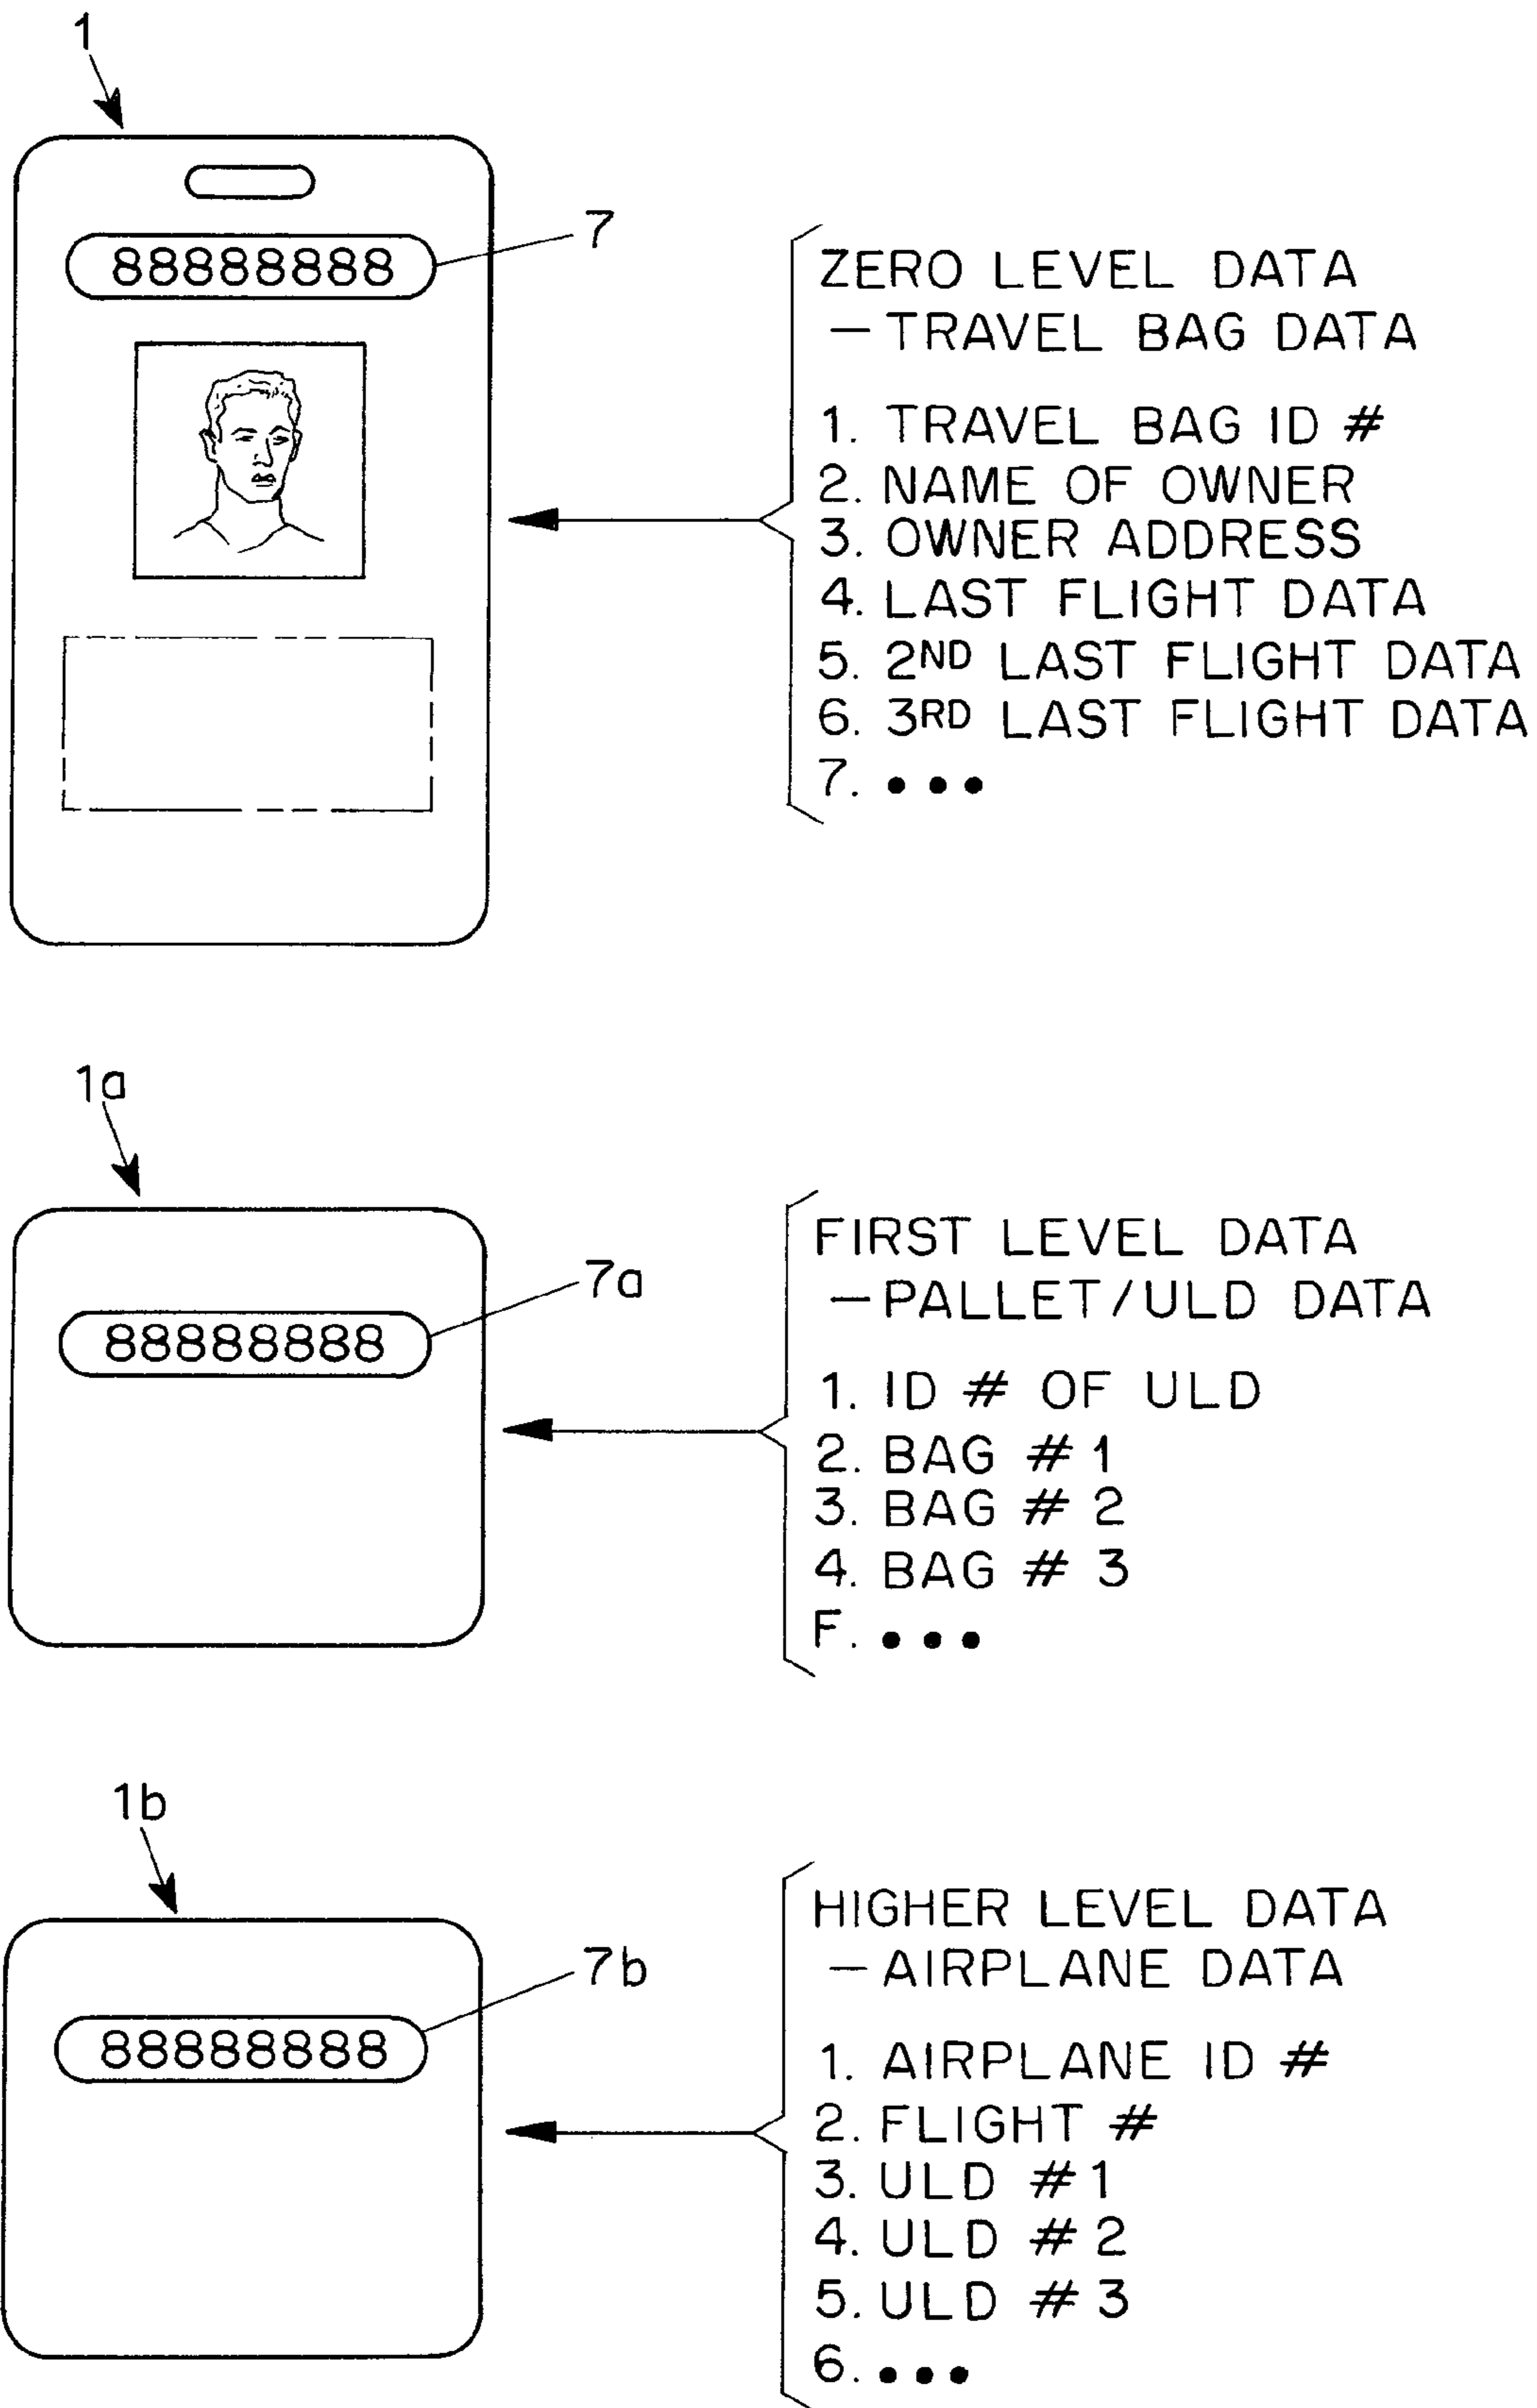 1
88888888
7
ZERO LEVEL DATA
— TRAVEL BAG DATA
1. TRAVEL BAG ID #
2. NAME OF OWNER
3. OWNER ADDRESS
4. LAST FLIGHT DATA
5. 2ND LAST FLIGHT DATA
6. 3RD LAST FLIGHT DATA
7. •••
1a
88888888
7a
FIRST LEVEL DATA
— PALLET/ULD DATA
1. ID # OF ULD
2. BAG # 1
3. BAG # 2
4. BAG # 3
F. •••
1b
88888888
7b
HIGHER LEVEL DATA
— AIRPLANE DATA
1. AIRPLANE ID #
2. FLIGHT #
3. ULD # 1
4. ULD # 2
5. ULD # 3
6. •••